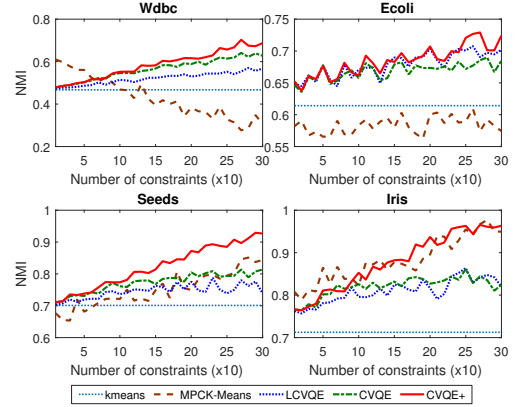 Wdbc
Ecoli
0.8
0.6
0.4
0.2
NMI
5 10 15 20 25 30
Number of constraints (x10)
0.75
0.7
0.65
0.6
0.55
5 10 15 20 25 30
Number of constraints (x10)
Seeds
Iris
1
0.9
0.8
0.7
0.6
NMI
5 10 15 20 25 30
Number of constraints (x10)
1
0.9
0.8
0.7
5 10 15 20 25 30
Number of constraints (x10)
kmeans MPCK-Means LCVQE CVQE CVQE+